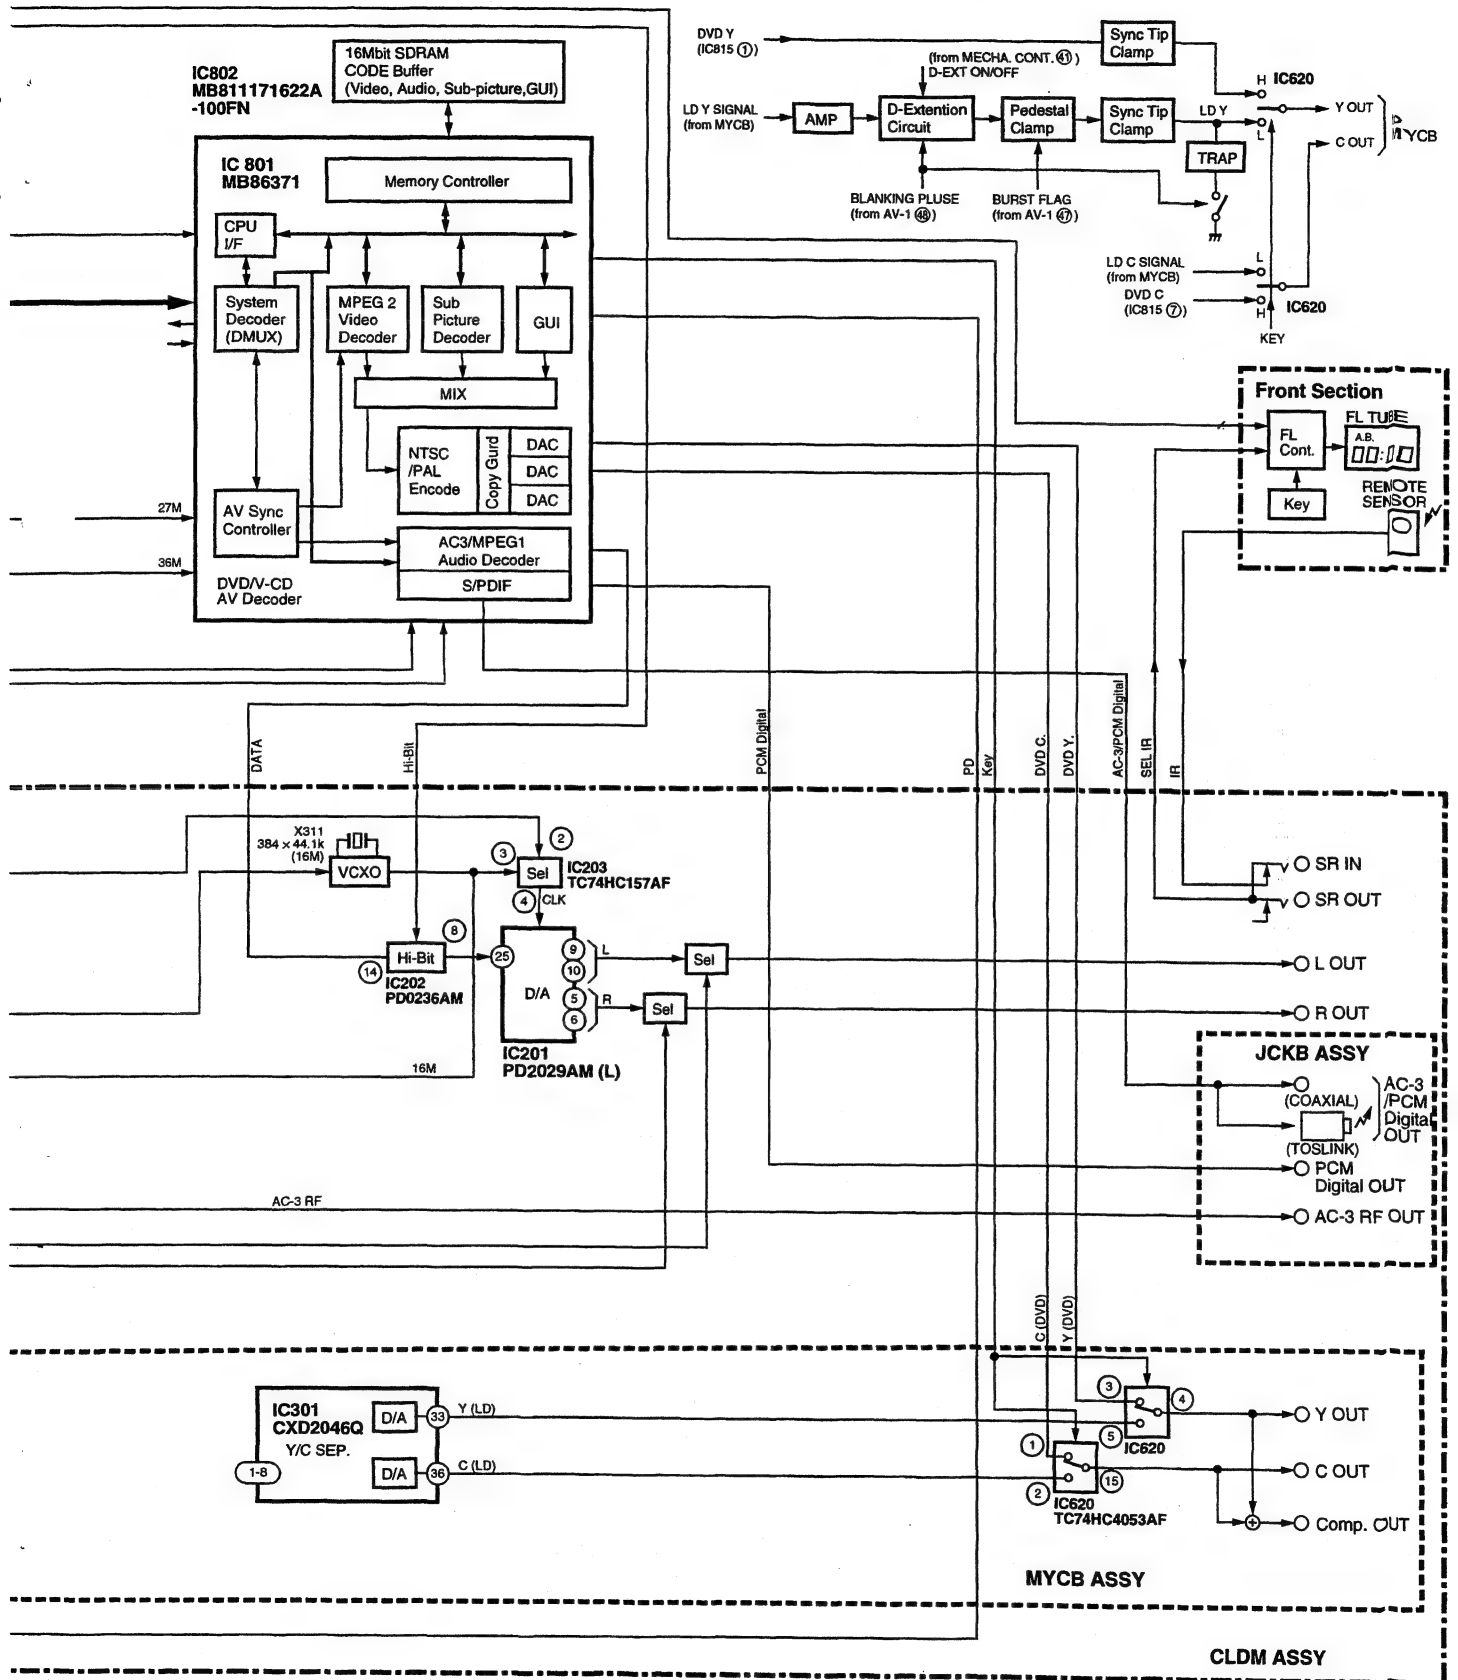 16Mbit SDRAM
CODE Buffer
(Video, Audio, Sub-picture,GUI)
IC802
MB811171622A
-100FN
IC 801
MB86371
Memory Controller
CPU
I/F
System
Decoder
(DMUX)
MPEG 2
Video
Decoder
Sub
Picture
Decoder
GUI
MIX
NTSC
/PAL
Encode
Copy Gurd
DAC
DAC
DAC
AV Sync
Controller
AC3/MPEG1
Audio Decoder
S/PDIF
DVD/V-CD
AV Decoder
27M
36M
DVD Y
(IC815 ①)
Sync Tip
Clamp
(from MECHA. CONT. ㊶)
D-EXT ON/OFF
LD Y SIGNAL
(from MYCB)
AMP
D-Extention
Circuit
Pedestal
Clamp
Sync Tip
Clamp
LD Y
TRAP
H
IC620
L
Y OUT
C OUT
BLANKING PLUSE
(from AV-1 ㊽)
BURST FLAG
(from AV-1 ㊼)
LD C SIGNAL
(from MYCB)
DVD C
(IC815 ⑦)
L
H
IC620
KEY
Front Section
FL
Cont.
FL TUBE
A.B.
00:10
Key
REMOTE
SENSOR
DATA
Hi-Bit
PCM Digital
PD
Key
DVD C.
DVD Y.
AC-3/PCM Digital
SEL IR
IR
X311
384 × 44.1k
(16M)
VCXO
3
2
Sel
IC203
TC74HC157AF
4
CLK
8
Hi-Bit
14
IC202
PD0236AM
25
D/A
9
10
5
6
L
R
IC201
PD2029AM (L)
Sel
Sel
16M
SR IN
SR OUT
L OUT
R OUT
JCKB ASSY
(COAXIAL)
(TOSLINK)
AC-3
/PCM
Digital
OUT
PCM
Digital OUT
AC-3 RF
AC-3 RF OUT
C (DVD)
Y (DVD)
IC301
CXD2046Q
Y/C SEP.
1-8
D/A
33
Y (LD)
D/A
36
C (LD)
3
4
5
IC620
1
2
15
IC620
TC74HC4053AF
Y OUT
C OUT
Comp. OUT
MYCB ASSY
CLDM ASSY